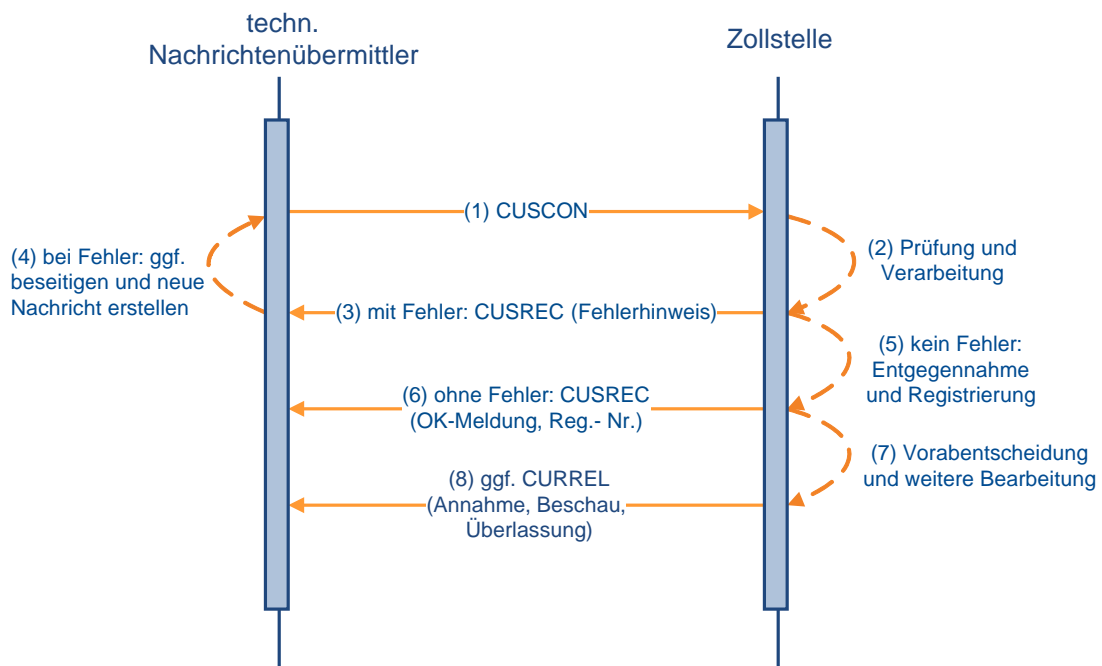 techn.
Nachrichtenübermittler
Zollstelle
(1) CUSCON
(2) Prüfung und
Verarbeitung
(3) mit Fehler: CUSREC (Fehlerhinweis)
(4) bei Fehler: ggf.
beseitigen und neue
Nachricht erstellen
(5) kein Fehler:
Entgegennahme
und Registrierung
(6) ohne Fehler: CUSREC
(OK-Meldung, Reg.- Nr.)
(7) Vorabentscheidung
und weitere Bearbeitung
(8) ggf. CURREL
(Annahme, Beschau,
Überlassung)